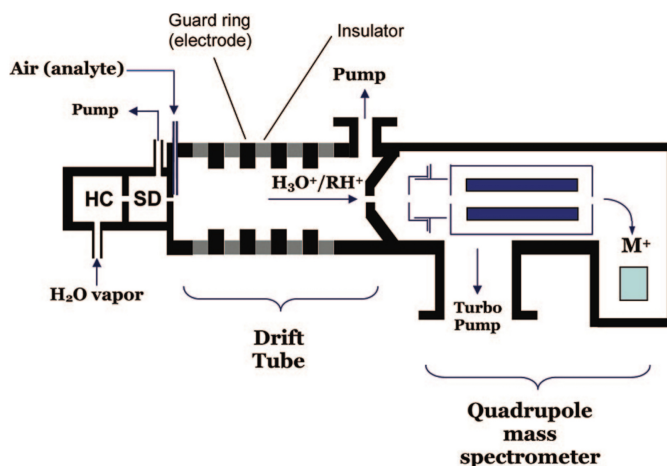 Guard ring
(electrode)
Insulator
Air (analyte)
Pump
Pump
HC
SD
H₃O⁺/RH⁺
M⁺
H₂O vapor
Drift
Tube
Turbo
Pump
Quadrupole
mass
spectrometer